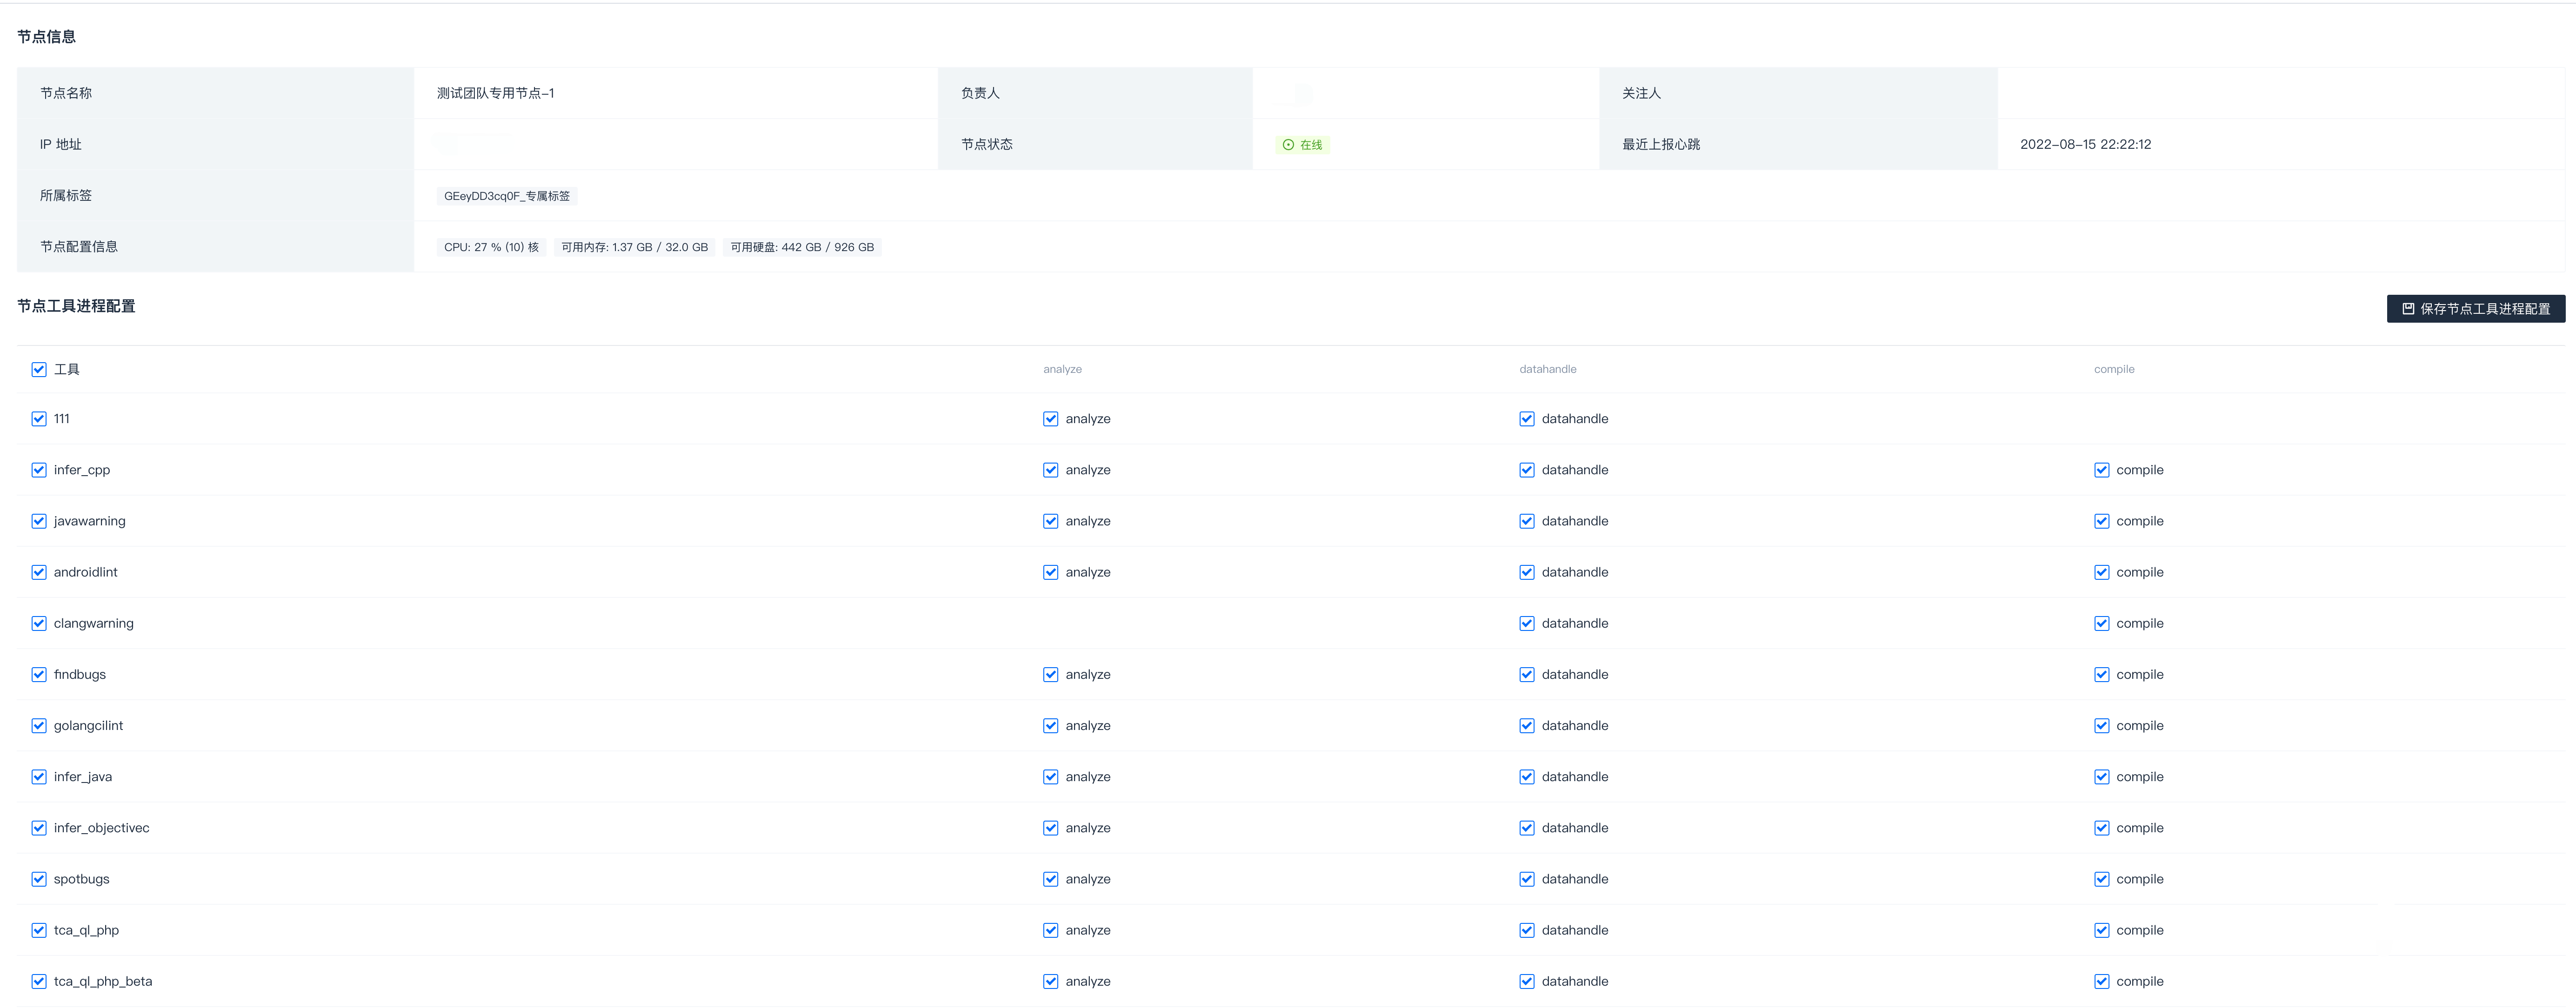 节点信息
节点名称 测试团队专用节点-1 负责人 关注人
IP 地址 节点状态 在线 最近上报心跳 2022-08-15 22:22:12
所属标签 GEeyDD3cq0F_专属标签
节点配置信息 CPU: 27 % (10) 核 可用内存: 1.37 GB / 32.0 GB 可用硬盘: 442 GB / 926 GB
节点工具进程配置 保存节点工具进程配置
工具 analyze datahandle compile
111 analyze datahandle
infer_cpp analyze datahandle compile
javawarning analyze datahandle compile
androidlint analyze datahandle compile
clangwarning datahandle compile
findbugs analyze datahandle compile
golangcilint analyze datahandle compile
infer_java analyze datahandle compile
infer_objectivec analyze datahandle compile
spotbugs analyze datahandle compile
tca_ql_php analyze datahandle compile
tca_ql_php_beta analyze datahandle compile